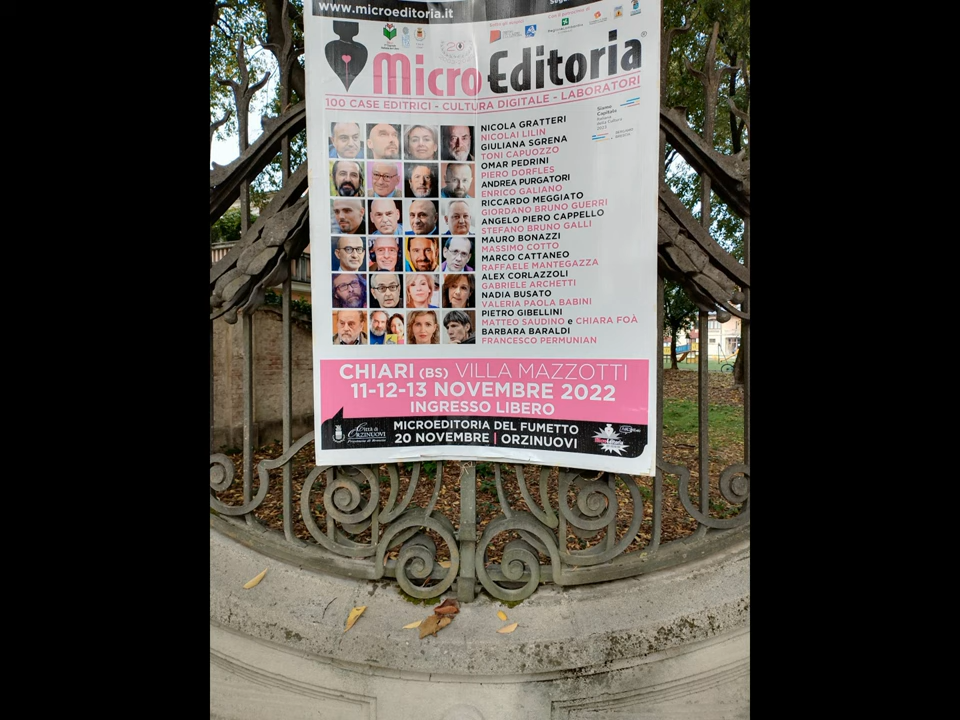 www.microeditoria.it
MicroEditoria
100 CASE EDITRICI - CULTURA DIGITALE - LABORATORI
NICOLA GRATTERI
NICOLAI LILIN
GIULIANA SGRENA
TONI CAPUOZZO
OMAR PEDRINI
PIERO DORFLES
ANDREA PURGATORI
ENRICO GALIANO
RICCARDO MEGGIATO
GIORDANO BRUNO GUERRI
ANGELO PIERO CAPPELLO
STEFANO BRUNO GALLI
MAURO BONAZZI
MASSIMO COTTO
MARCO CATTANEO
RAFFAELE MANTEGAZZA
ALEX CORLAZZOLI
GABRIELE ARCHETTI
NADIA BUSATO
VALERIA PAOLA BABINI
PIETRO GIBELLINI
MATTEO SAUDINO e CHIARA FOÀ
BARBARA BARALDI
FRANCESCO PERMUNIAN
CHIARI (BS) VILLA MAZZOTTI
11-12-13 NOVEMBRE 2022
INGRESSO LIBERO
MICROEDITORIA DEL FUMETTO
20 NOVEMBRE | ORZINUOVI
Città di
ORZINUOVI